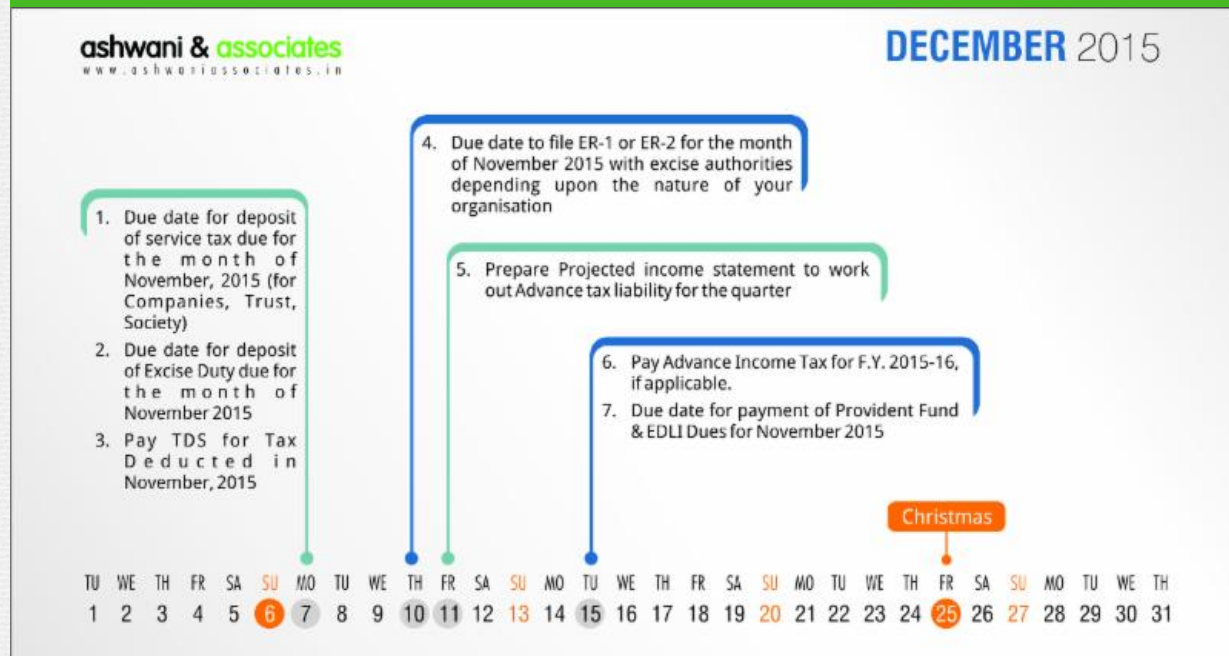 ashwani & associates
www.ashwaniassociates.in
DECEMBER 2015
1. Due date for deposit
of service tax due for
the month of
November, 2015 (for
Companies, Trust,
Society)
2. Due date for deposit
of Excise Duty due for
the month of
November 2015
3. Pay TDS for Tax
Deducted in
November, 2015
4. Due date to file ER-1 or ER-2 for the month
of November 2015 with excise authorities
depending upon the nature of your
organisation
5. Prepare Projected income statement to work
out Advance tax liability for the quarter
6. Pay Advance Income Tax for F.Y. 2015-16,
if applicable.
7. Due date for payment of Provident Fund
& EDLI Dues for November 2015
Christmas
TU WE TH FR SA SU MO TU WE TH FR SA SU MO TU WE TH FR SA SU MO TU WE TH FR SA SU MO TU WE TH
1 2 3 4 5 6 7 8 9 10 11 12 13 14 15 16 17 18 19 20 21 22 23 24 25 26 27 28 29 30 31